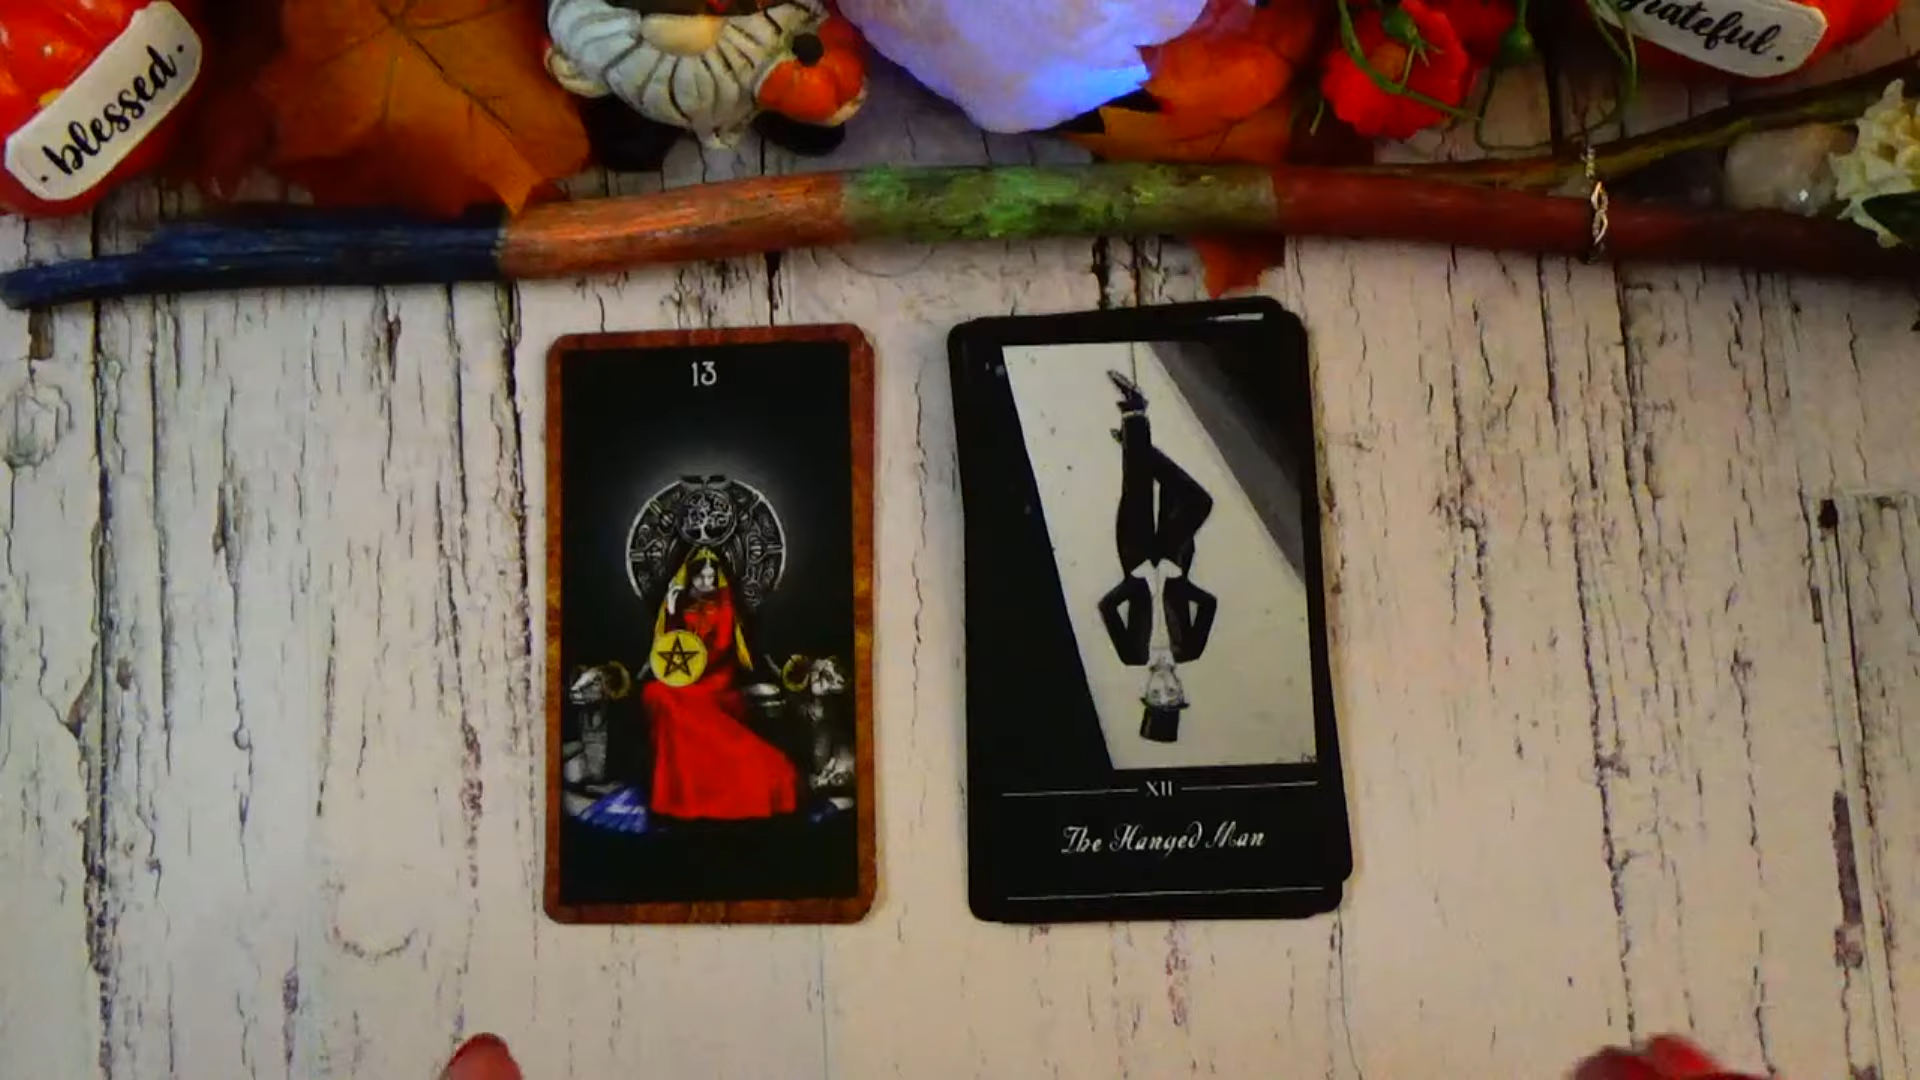 · blessed ·
grateful ·
13
XII
The Hanged Man